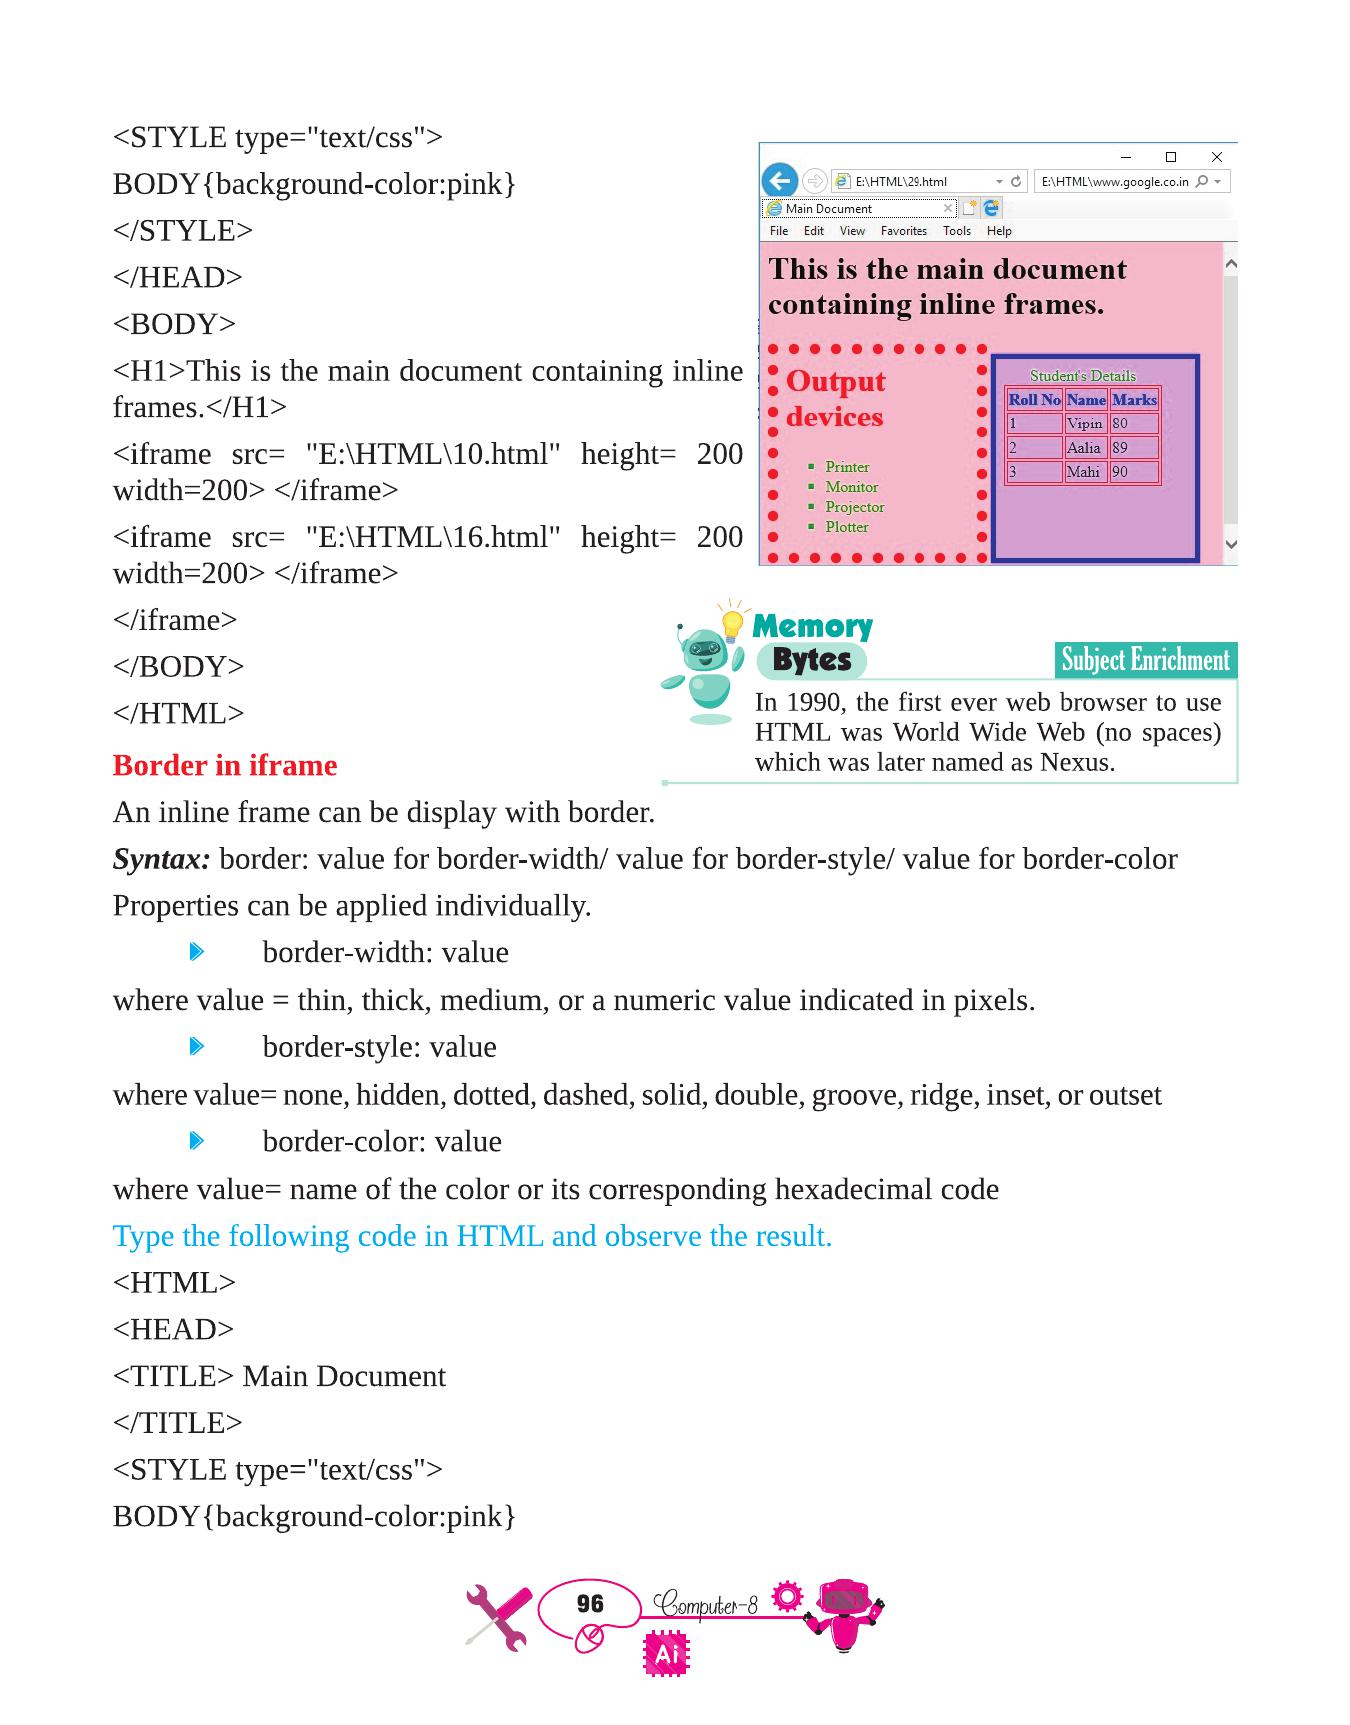 <STYLE type="text/css">
BODY{background-color:pink}
</STYLE>
</HEAD>
<BODY>
<H1>This is the main document containing inline
frames.</H1>
<iframe src= "E:\HTML\10.html" height= 200
width=200> </iframe>
<iframe src= "E:\HTML\16.html" height= 200
width=200> </iframe>
</iframe>
</BODY>
</HTML>
E:\HTML\29.html
E:\HTML\www.google.co.in
Main Document
File Edit View Favorites Tools Help
This is the main document
containing inline frames.
Output
devices
Printer
Monitor
Projector
Plotter
Student's Details
Roll No Name Marks
1 Vipin 80
2 Aalia 89
3 Mahi 90
Memory
Bytes
Subject Enrichment
In 1990, the first ever web browser to use
HTML was World Wide Web (no spaces)
which was later named as Nexus.
Border in iframe
An inline frame can be display with border.
Syntax: border: value for border-width/ value for border-style/ value for border-color
Properties can be applied individually.
border-width: value
where value = thin, thick, medium, or a numeric value indicated in pixels.
border-style: value
where value= none, hidden, dotted, dashed, solid, double, groove, ridge, inset, or outset
border-color: value
where value= name of the color or its corresponding hexadecimal code
Type the following code in HTML and observe the result.
<HTML>
<HEAD>
<TITLE> Main Document
</TITLE>
<STYLE type="text/css">
BODY{background-color:pink}
96
Computer-8
Ai